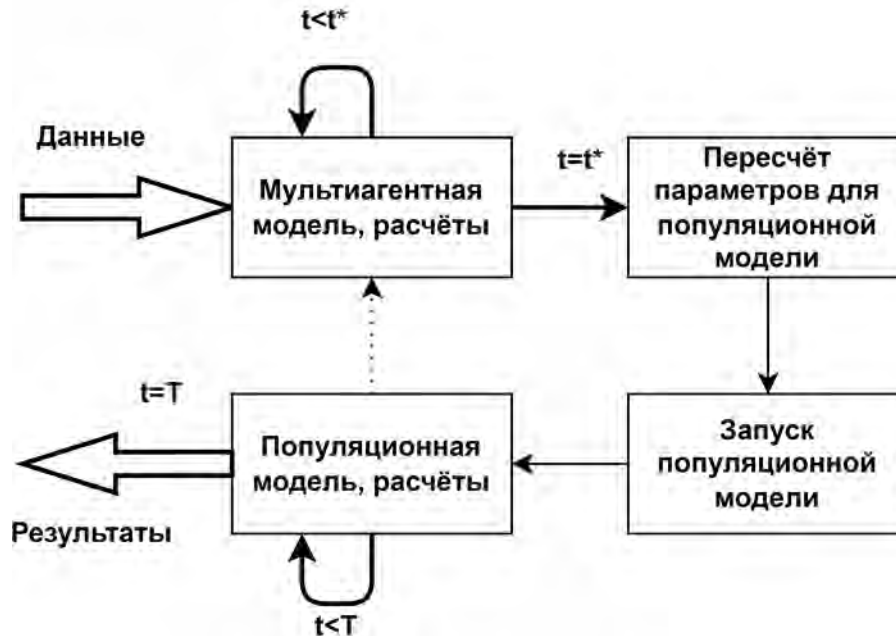 t<t*
Данные
Мультиагентная
модель, расчёты
t=t*
Пересчёт
параметров для
популяционной
модели
t=T
Популяционная
модель, расчёты
Запуск
популяционной
модели
Результаты
t<T